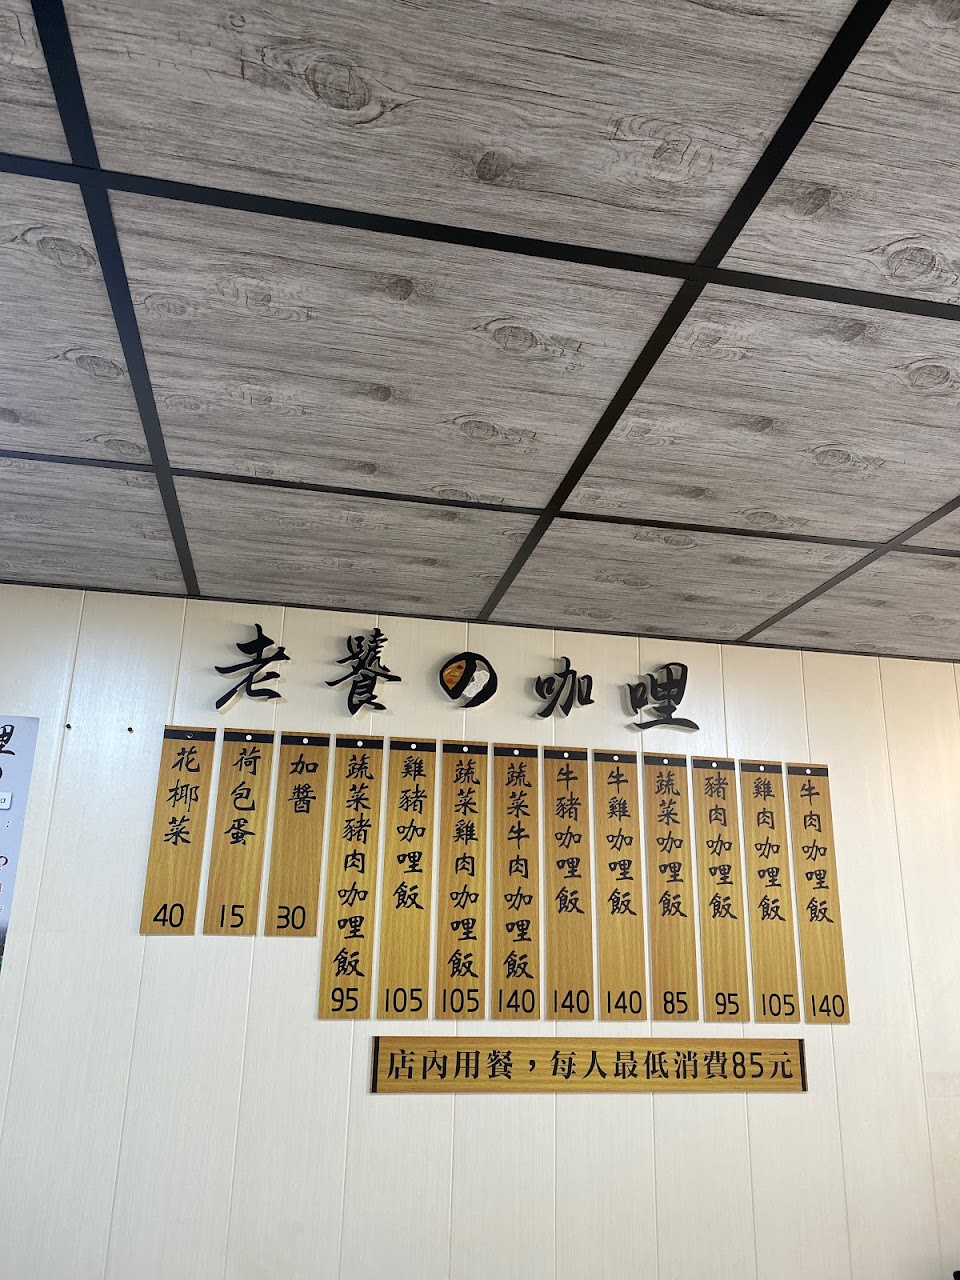 老饕の咖哩
牛肉咖哩飯 140
雞肉咖哩飯 105
豬肉咖哩飯 95
蔬菜咖哩飯 85
牛雞咖哩飯 140
牛豬咖哩飯 140
蔬菜牛肉咖哩飯 140
蔬菜雞肉咖哩飯 105
雞豬咖哩飯 105
蔬菜豬肉咖哩飯 95
加醬 30
荷包蛋 15
花椰菜 40
店內用餐，每人最低消費85元
哩